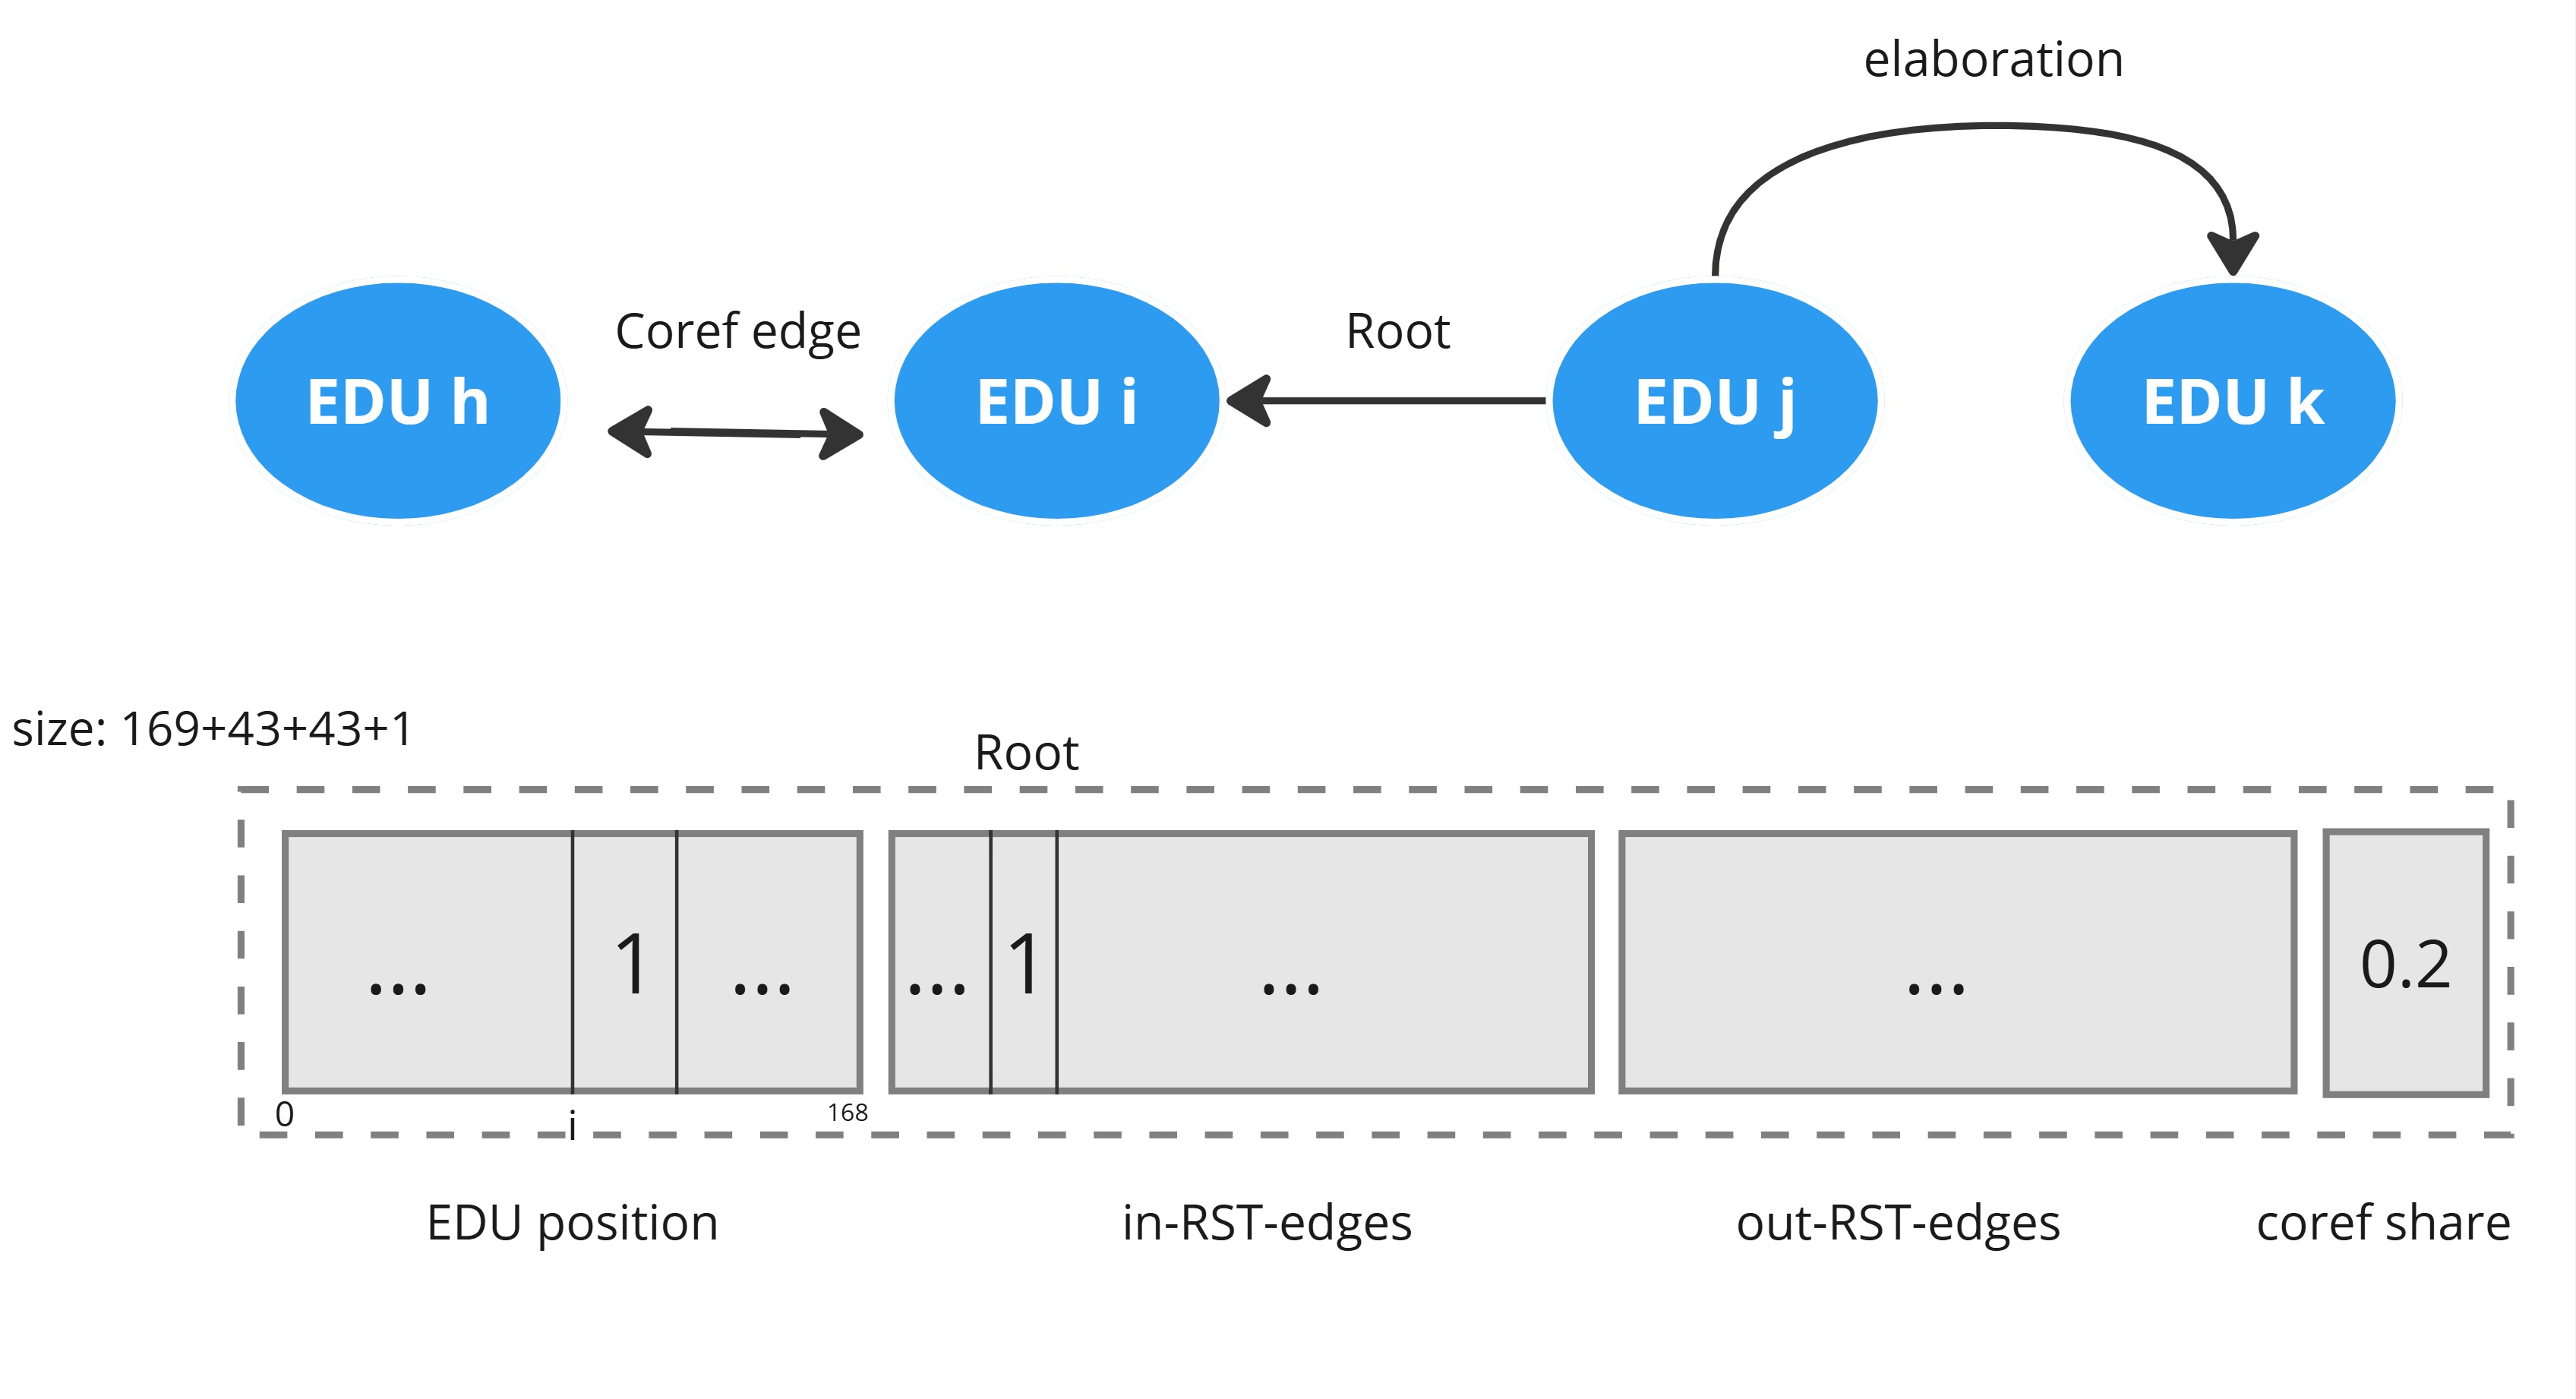 elaboration
Coref edge
Root
EDU h
EDU i
EDU j
EDU k
size: 169+43+43+1
Root
... 1 ... ... 1 ... ... 0.2
0 i 168
EDU position in-RST-edges out-RST-edges coref share